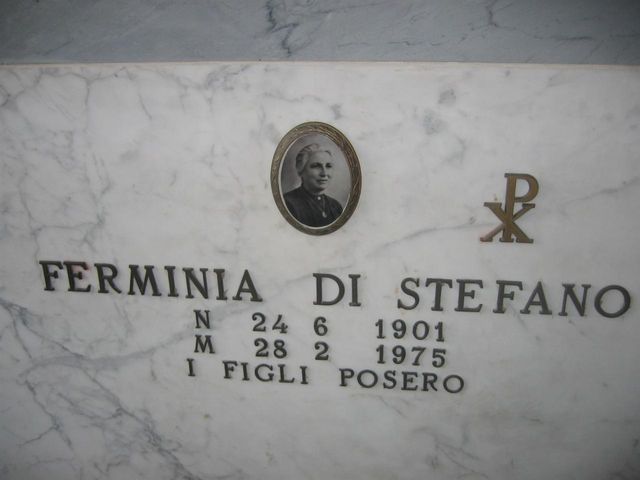 FERMINIA DI STEFANO
N 24 6 1901
M 28 2 1975
I FIGLI POSERO